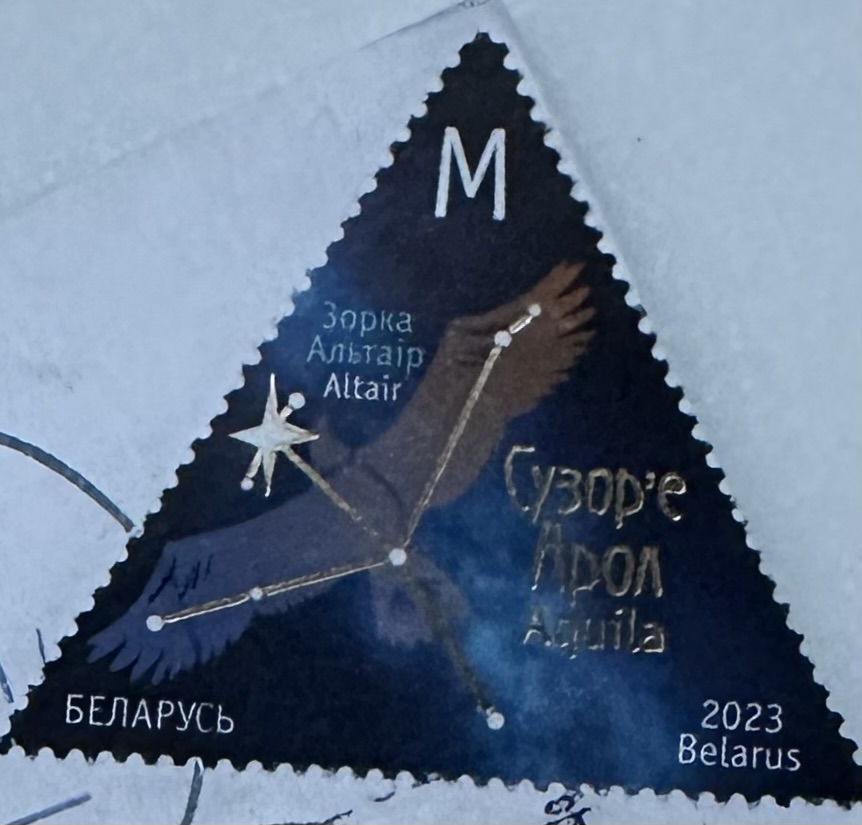 М
Зорка
Альтаір
Altair
Сузор'е
Арол
Aquila
БЕЛАРУСЬ
2023
Belarus